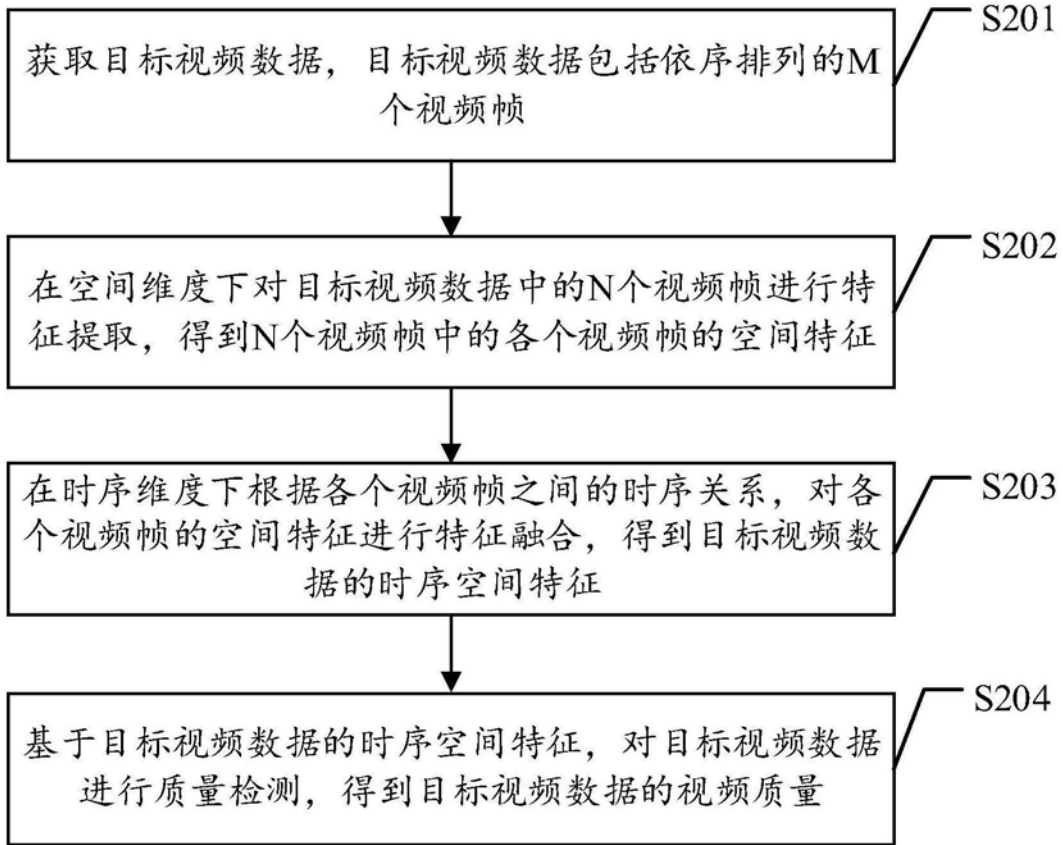 S201
获取目标视频数据，目标视频数据包括依序排列的M
个视频帧
S202
在空间维度下对目标视频数据中的N个视频帧进行特
征提取，得到N个视频帧中的各个视频帧的空间特征
S203
在时序维度下根据各个视频帧之间的时序关系，对各
个视频帧的空间特征进行特征融合，得到目标视频数
据的时序空间特征
S204
基于目标视频数据的时序空间特征，对目标视频数据
进行质量检测，得到目标视频数据的视频质量